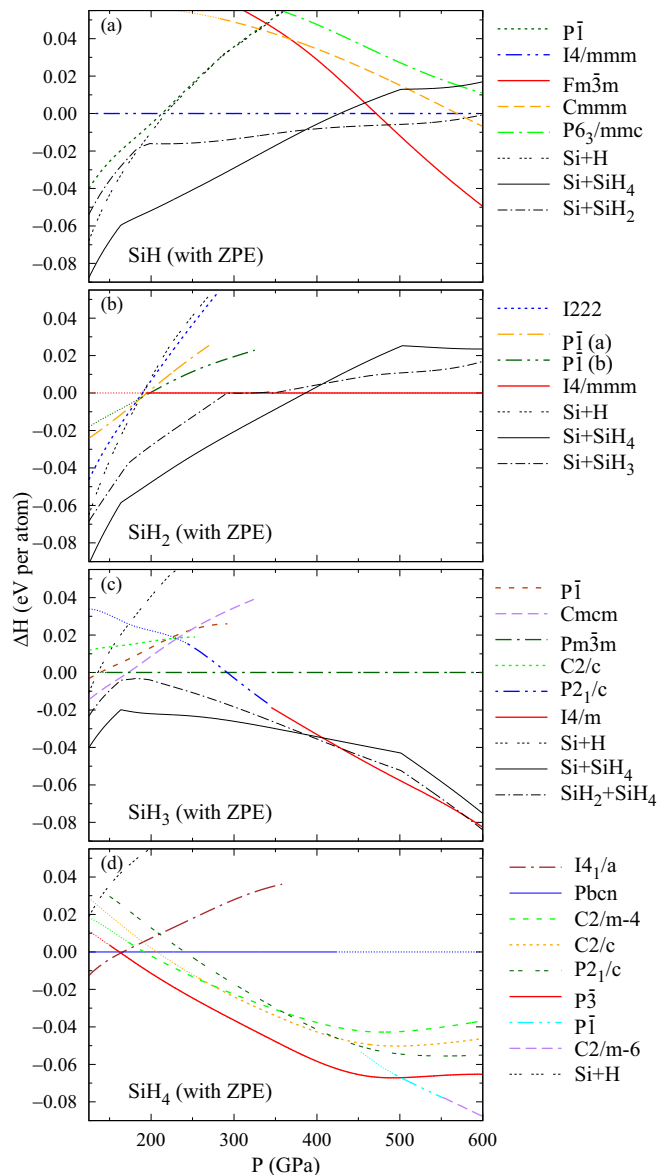 (a)
0.04
0.02
0.00
−0.02
−0.04
−0.06
−0.08
SiH (with ZPE)
P1̄
I4/mmm
Fm3̄m
Cmmm
P6₃/mmc
Si+H
Si+SiH₄
Si+SiH₂
(b)
0.04
0.02
0.00
−0.02
−0.04
−0.06
−0.08
SiH₂ (with ZPE)
I222
P1̄ (a)
P1̄ (b)
I4/mmm
Si+H
Si+SiH₄
Si+SiH₃
ΔH (eV per atom)
(c)
0.04
0.02
0.00
-0.02
−0.04
−0.06
−0.08
SiH₃ (with ZPE)
P1̄
Cmcm
Pm3̄m
C2/c
P2₁/c
I4/m
Si+H
Si+SiH₄
SiH₂+SiH₄
(d)
0.04
0.02
0.00
−0.02
−0.04
−0.06
−0.08
SiH₄ (with ZPE)
I4₁/a
Pbcn
C2/m-4
C2/c
P2₁/c
P3̄
P1̄
C2/m-6
Si+H
200 300 400 500 600
P (GPa)